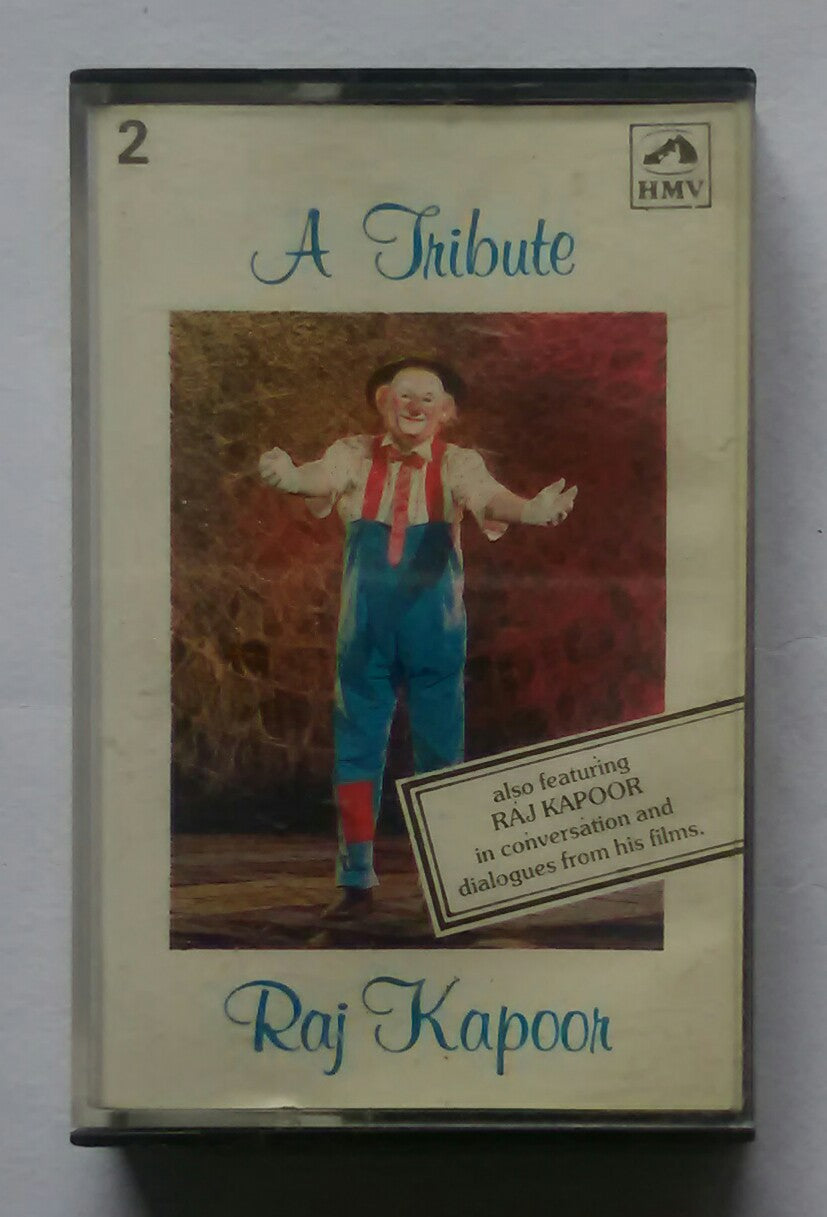 2
HMV
A Tribute
also featuring
RAJ KAPOOR
in conversation and
dialogues from his films.
Raj Kapoor